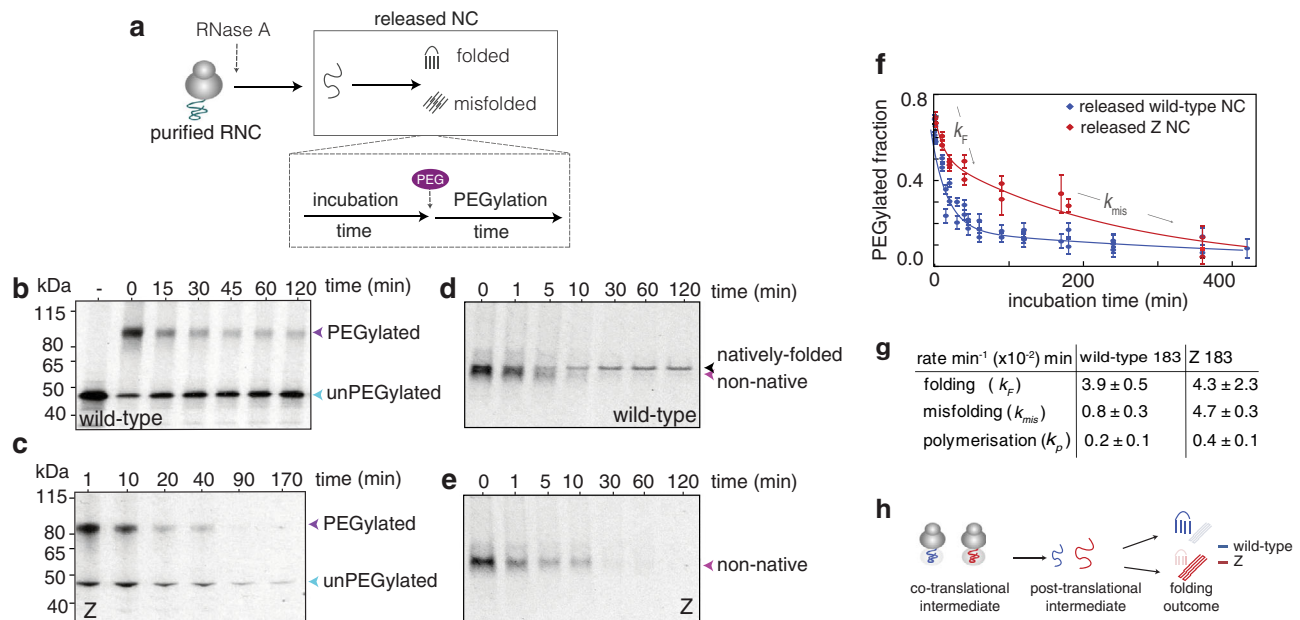 a
RNase A
purified RNC
released NC
folded
misfolded
PEG
incubation
time
PEGylation
time
b
kDa
- 0 15 30 45 60 120 time (min)
115
80
65
50
40
PEGylated
unPEGylated
wild-type
c
kDa
1 10 20 40 90 170 time (min)
115
80
65
50
40
PEGylated
unPEGylated
Z
d
0 1 5 10 30 60 120 time (min)
natively-folded
non-native
wild-type
e
0 1 5 10 30 60 120 time (min)
non-native
Z
f
PEGylated fraction
0.8
0.4
0.0
released wild-type NC
released Z NC
kF
kmis
0 200 400
incubation time (min)
g
rate min⁻¹ (x10⁻²) min wild-type 183 Z 183
folding (kF) 3.9 ± 0.5 4.3 ± 2.3
misfolding (kmis) 0.8 ± 0.3 4.7 ± 0.3
polymerisation (kp) 0.2 ± 0.1 0.4 ± 0.1
h
wild-type
Z
co-translational
intermediate
post-translational
intermediate
folding
outcome